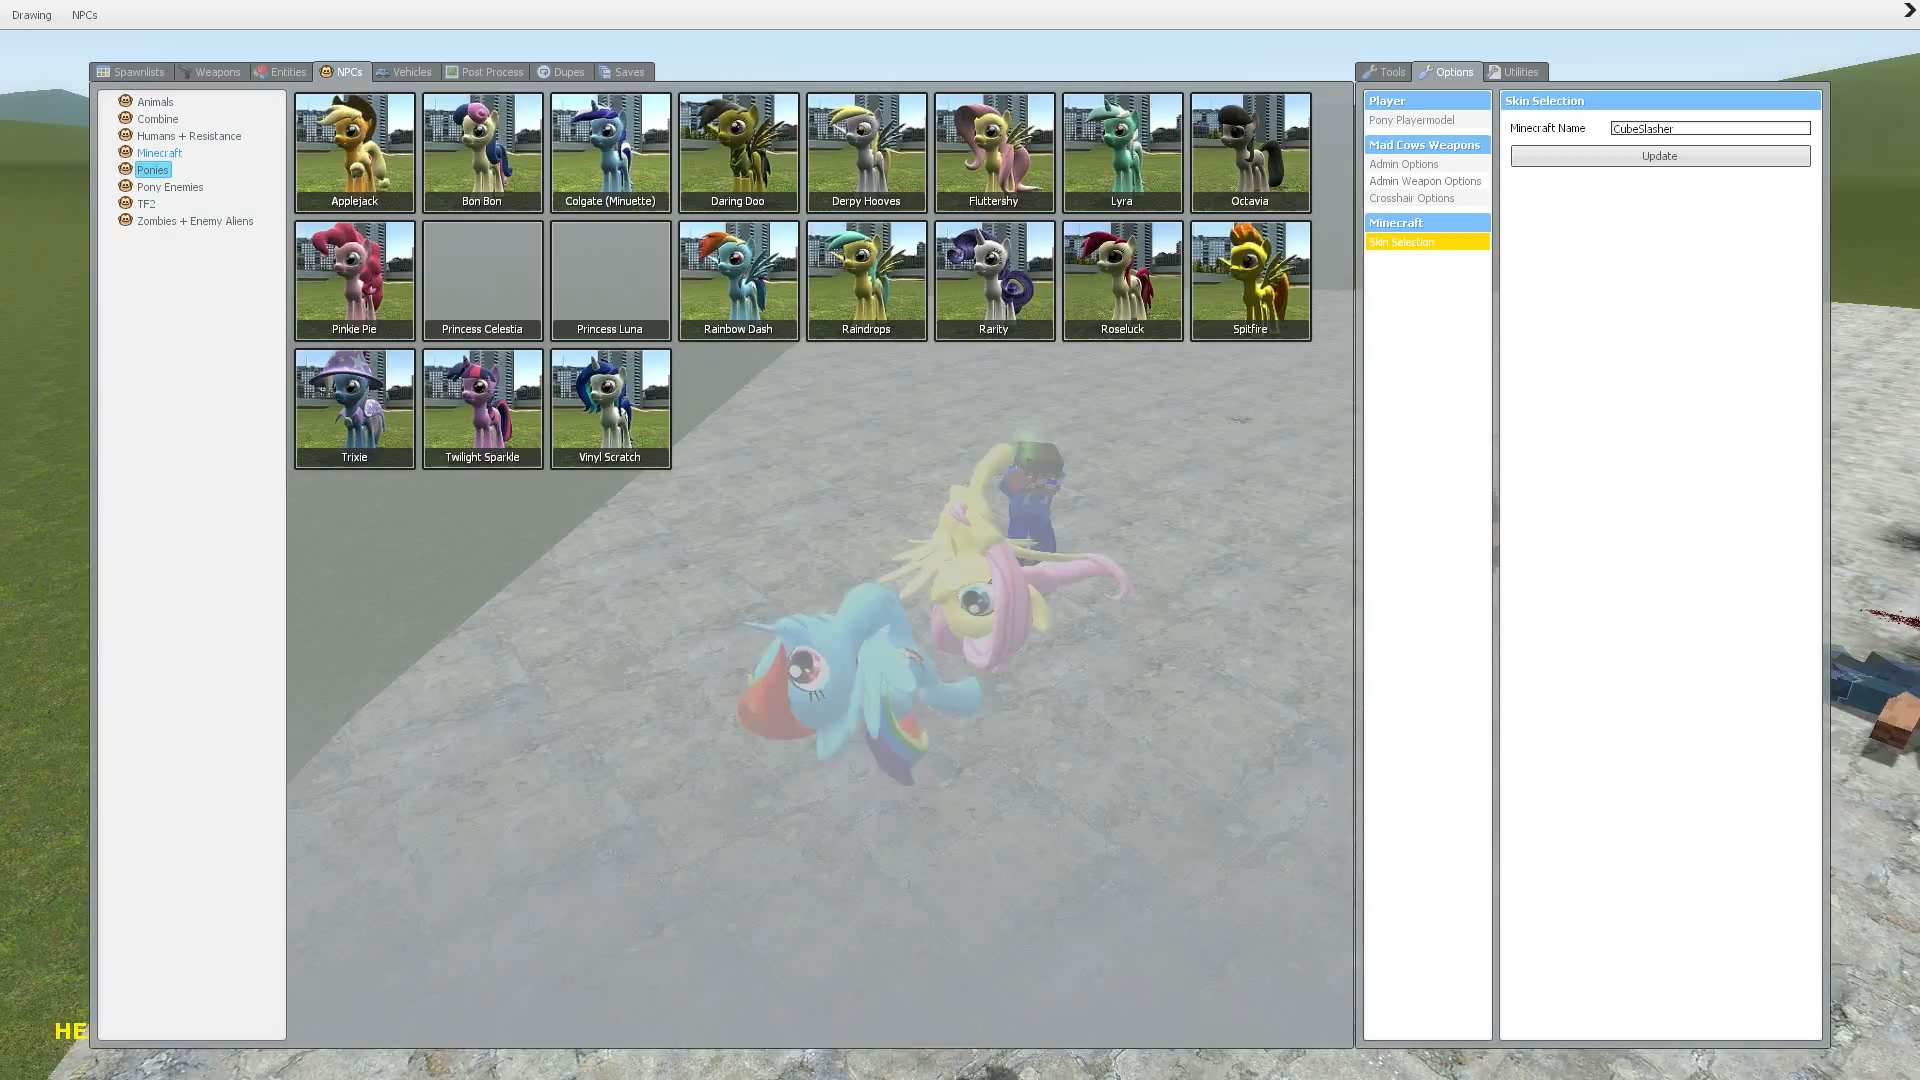 Drawing NPCs
Spawnlists Weapons Entities NPCs Vehicles Post Process Dupes Saves
Animals
Combine
Humans + Resistance
Minecraft
Ponies
Pony Enemies
TF2
Zombies + Enemy Aliens
Applejack Bon Bon Colgate (Minuette) Daring Doo Derpy Hooves Fluttershy Lyra Octavia
Pinkie Pie Princess Celestia Princess Luna Rainbow Dash Raindrops Rarity Roseluck Spitfire
Trixie Twilight Sparkle Vinyl Scratch
Tools Options Utilities
Player
Pony Playermodel
Mad Cows Weapons
Admin Options
Admin Weapon Options
Crosshair Options
Minecraft
Skin Selection
Skin Selection
Minecraft Name CubeSlasher
Update
HE